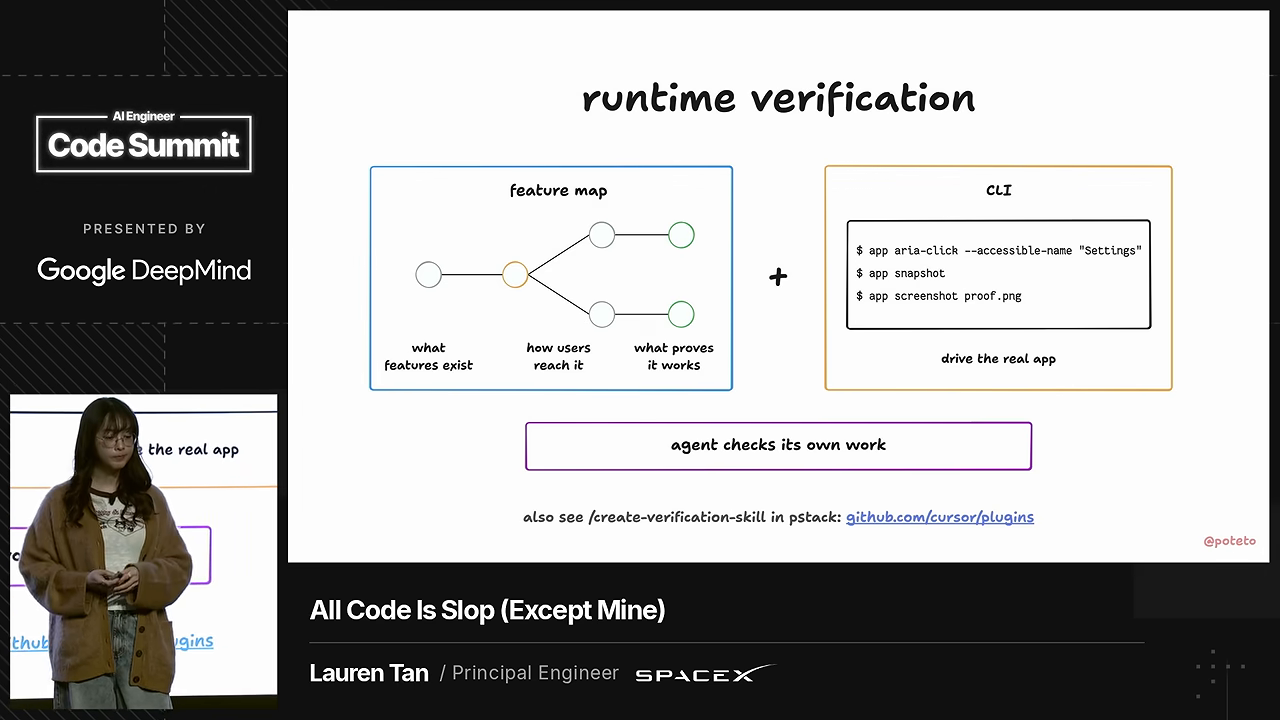 AI Engineer
Code Summit
PRESENTED BY
Google DeepMind
runtime verification
feature map
what
features exist
how users
reach it
what proves
it works
+
CLI
$ app aria-click --accessible-name "Settings"
$ app snapshot
$ app screenshot proof.png
drive the real app
agent checks its own work
also see /create-verification-skill in pstack: github.com/cursor/plugins
@poteto
the real app
thub
ugins
All Code Is Slop (Except Mine)
Lauren Tan / Principal Engineer SPACEX